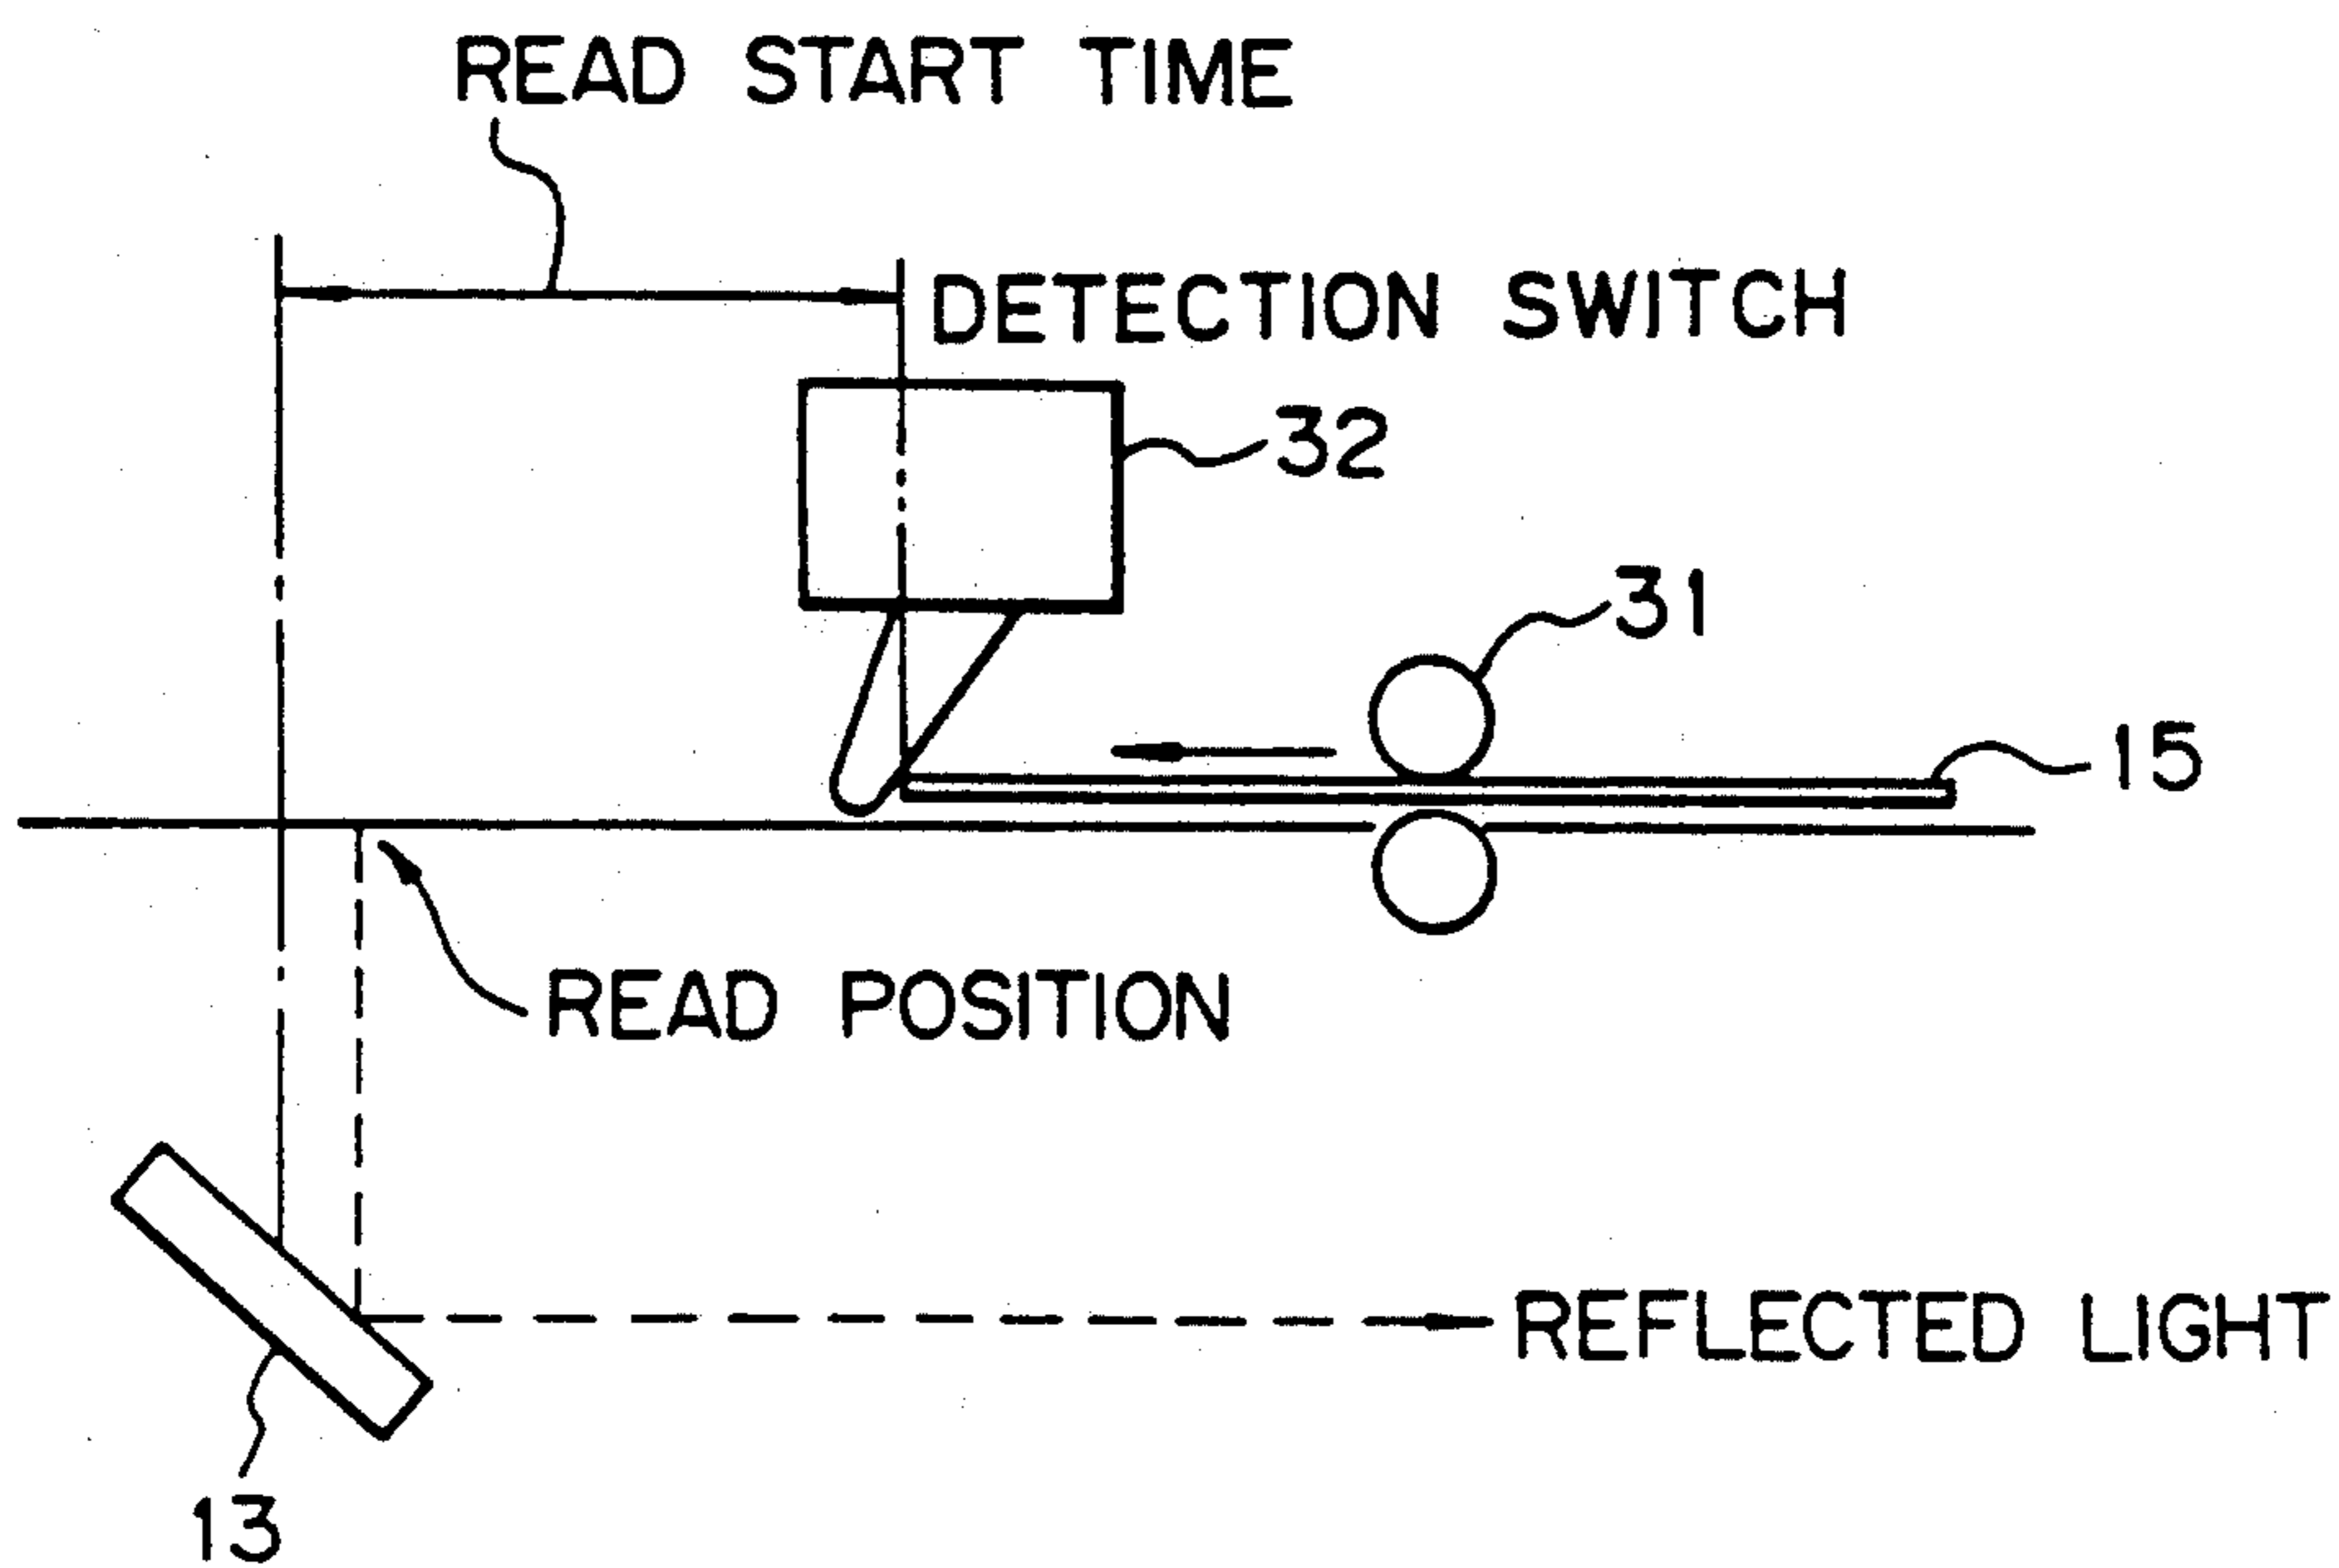 READ START TIME
DETECTION SWITCH
32
31
15
READ POSITION
REFLECTED LIGHT
13